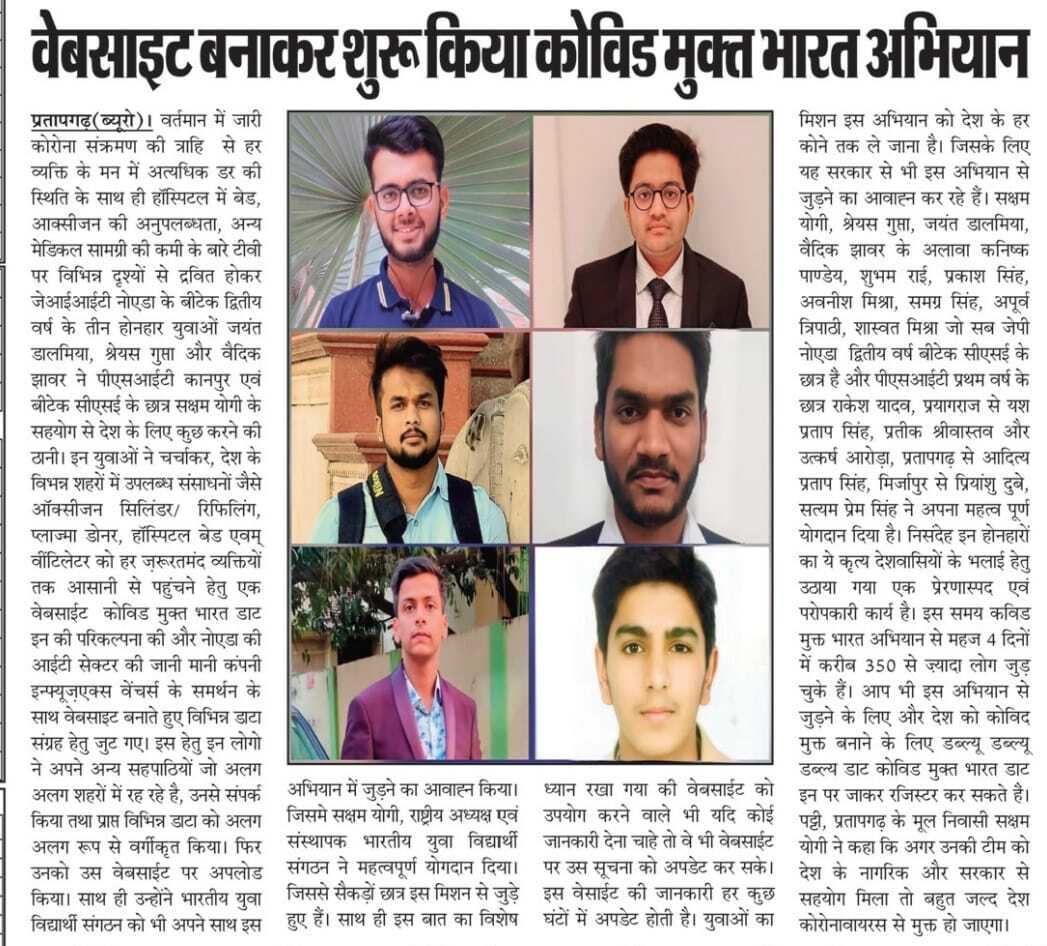 वेबसाइट बनाकर शुरू किया कोविड मुक्त भारत अभियान
प्रतापगढ़(ब्यूरो)। वर्तमान में जारी
कोरोना संक्रमण की त्राहि से हर
व्यक्ति के मन में अत्यधिक डर की
स्थिति के साथ ही हॉस्पिटल में बेड,
आक्सीजन की अनुपलब्धता, अन्य
मेडिकल सामग्री की कमी के बारे टीवी
पर विभिन्न दृश्यों से द्रवित होकर
जेआईआईटी नोएडा के बीटेक द्वितीय
वर्ष के तीन होनहार युवाओं जयंत
डालमिया, श्रेयस गुप्ता और वैदिक
झावर ने पीएसआईटी कानपुर एवं
बीटेक सीएसई के छात्र सक्षम योगी के
सहयोग से देश के लिए कुछ करने की
ठानी। इन युवाओं ने चर्चाकर, देश के
विभन्न शहरों में उपलब्ध संसाधनों जैसे
ऑक्सीजन सिलिंडर/ रिफिलिंग,
प्लाज्मा डोनर, हॉस्पिटल बेड एवम्
वींटिलेटर को हर ज़रूरतमंद व्यक्तियों
तक आसानी से पहुंचने हेतु एक
वेबसाईट कोविड मुक्त भारत डाट
इन की परिकल्पना की और नोएडा की
आईटी सेक्टर की जानी मानी कंपनी
इन्फ्यूजएक्स वेंचर्स के समर्थन के
साथ वेबसाइट बनाते हुए विभिन्न डाटा
संग्रह हेतु जुट गए। इस हेतु इन लोगो
ने अपने अन्य सहपाठियों जो अलग
अलग शहरों में रह रहे है, उनसे संपर्क
किया तथा प्राप्त विभिन्न डाटा को अलग
अलग रूप से वर्गीकृत किया। फिर
उनको उस वेबसाईट पर अपलोड
किया। साथ ही उन्होंने भारतीय युवा
विद्यार्थी संगठन को भी अपने साथ इस
अभियान में जुड़ने का आवाह्न किया।
जिसमे सक्षम योगी, राष्ट्रीय अध्यक्ष एवं
संस्थापक भारतीय युवा विद्यार्थी
संगठन ने महत्वपूर्ण योगदान दिया।
जिससे सैकड़ों छात्र इस मिशन से जुड़े
हुए हैं। साथ ही इस बात का विशेष
ध्यान रखा गया की वेबसाईट को
उपयोग करने वाले भी यदि कोई
जानकारी देना चाहे तो वे भी वेबसाईट
पर उस सूचना को अपडेट कर सके।
इस वेसाईट की जानकारी हर कुछ
घंटों में अपडेट होती है। युवाओं का
मिशन इस अभियान को देश के हर
कोने तक ले जाना है। जिसके लिए
यह सरकार से भी इस अभियान से
जुड़ने का आवाह्न कर रहे हैं। सक्षम
योगी, श्रेयस गुप्ता, जयंत डालमिया,
वैदिक झावर के अलावा कनिष्क
पाण्डेय, शुभम राई, प्रकाश सिंह,
अवनीश मिश्रा, समग्र सिंह, अपूर्व
त्रिपाठी, शास्वत मिश्रा जो सब जेपी
नोएडा द्वितीय वर्ष बीटेक सीएसई के
छात्र है और पीएसआईटी प्रथम वर्ष के
छात्र राकेश यादव, प्रयागराज से यश
प्रताप सिंह, प्रतीक श्रीवास्तव और
उत्कर्ष आरोड़ा, प्रतापगढ़ से आदित्य
प्रताप सिंह, मिर्जापुर से प्रियांशु दुबे,
सत्यम प्रेम सिंह ने अपना महत्व पूर्ण
योगदान दिया है। निसंदेह इन होनहारों
का ये कृत्य देशवासियों के भलाई हेतु
उठाया गया एक प्रेरणास्पद एवं
परोपकारी कार्य है। इस समय कविड
मुक्त भारत अभियान से महज 4 दिनों
में करीब 350 से ज़्यादा लोग जुड़
चुके हैं। आप भी इस अभियान से
जुड़ने के लिए और देश को कोविद
मुक्त बनाने के लिए डब्ल्यू डब्ल्यू
डब्ल्य डाट कोविड मुक्त भारत डाट
इन पर जाकर रजिस्टर कर सकते है।
पट्टी, प्रतापगढ़ के मूल निवासी सक्षम
योगी ने कहा कि अगर उनकी टीम को
देश के नागरिक और सरकार से
सहयोग मिला तो बहुत जल्द देश
कोरोनावायरस से मुक्त हो जाएगा।